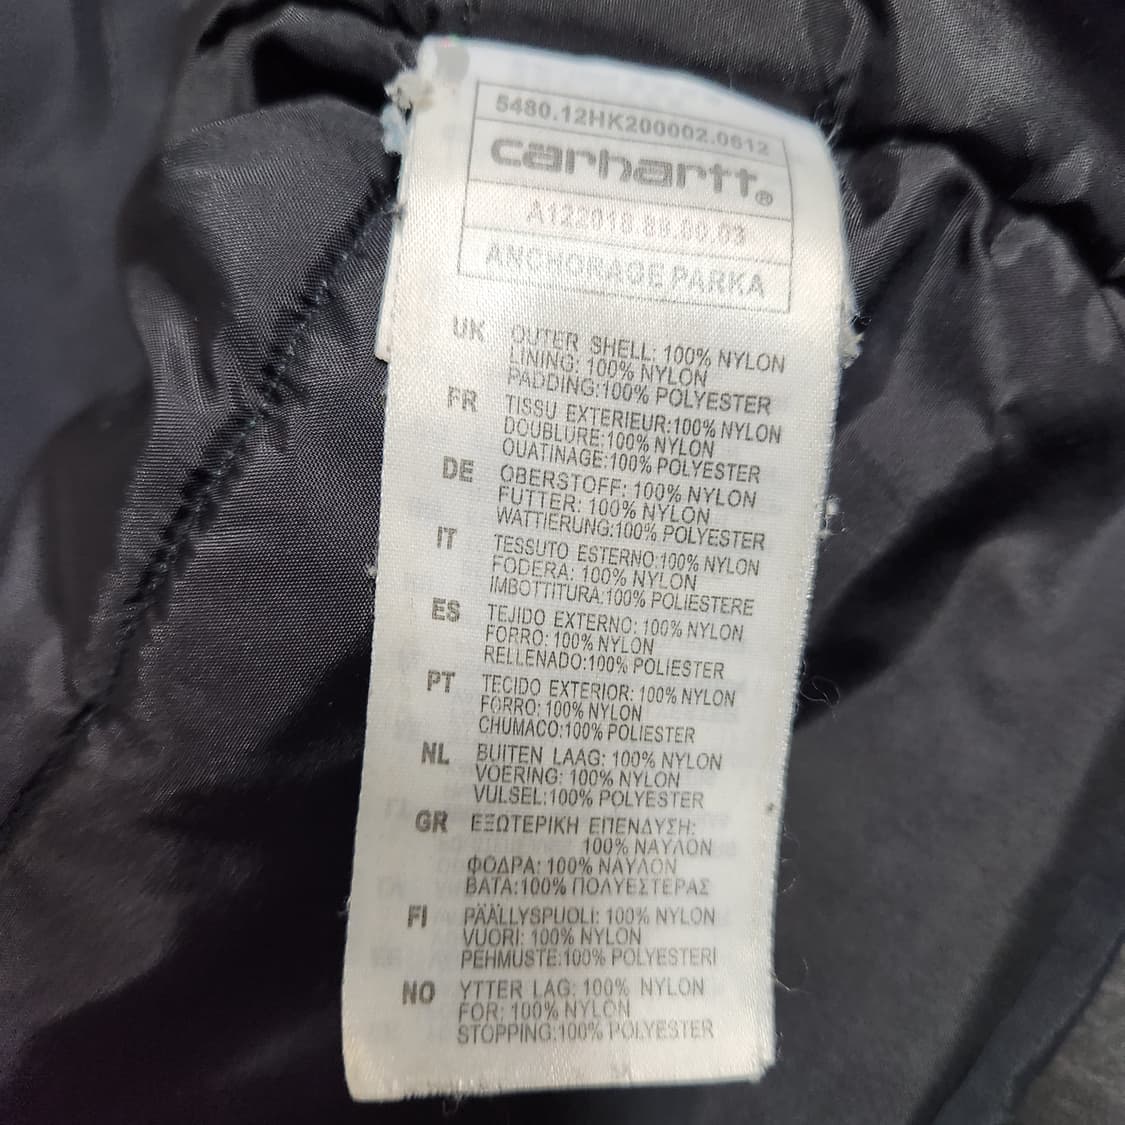 5480.12HK200002.0612
carhartt®
A122018.89.00.03
ANCHORAGE PARKA
UK OUTER SHELL: 100% NYLON
LINING: 100% NYLON
PADDING:100% POLYESTER
FR TISSU EXTERIEUR:100% NYLON
DOUBLURE:100% NYLON
OUATINAGE:100% POLYESTER
DE OBERSTOFF: 100% NYLON
FUTTER: 100% NYLON
WATTIERUNG:100% POLYESTER
IT TESSUTO ESTERNO:100% NYLON
FODERA: 100% NYLON
IMBOTTITURA:100% POLIESTERE
ES TEJIDO EXTERNO: 100% NYLON
FORRO: 100% NYLON
RELLENADO:100% POLIESTER
PT TECIDO EXTERIOR: 100% NYLON
FORRO: 100% NYLON
CHUMACO:100% POLIESTER
NL BUITEN LAAG: 100% NYLON
VOERING: 100% NYLON
VULSEL:100% POLYESTER
GR ΕΞΩΤΕΡΙΚΗ ΕΠΕΝΔΥΣΗ:
100% ΝΑΥΛΟΝ
ΦΟΔΡΑ: 100% ΝΑΥΛΟΝ
ΒΑΤΑ:100% ΠΟΛΥΕΣΤΕΡΑΣ
FI PÄÄLLYSPUOLI: 100% NYLON
VUORI: 100% NYLON
PEHMUSTE:100% POLYESTERI
NO YTTER LAG: 100% NYLON
FOR: 100% NYLON
STOPPING:100% POLYESTER